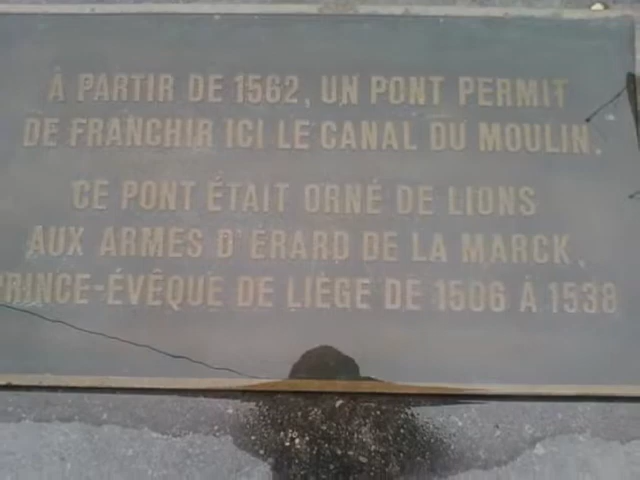 À PARTIR DE 1562, UN PONT PERMIT
DE FRANCHIR ICI LE CANAL DU MOULIN.
CE PONT ÉTAIT ORNÉ DE LIONS
AUX ARMES D'ÉRARD DE LA MARCK,
PRINCE-ÉVÊQUE DE LIÈGE DE 1506 À 1538